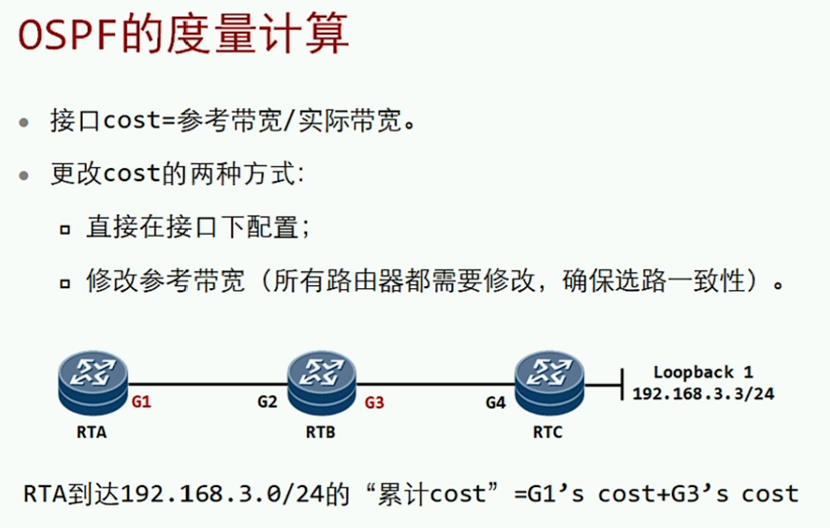 OSPF的度量计算
接口cost=参考带宽/实际带宽。
更改cost的两种方式:
直接在接口下配置;
修改参考带宽（所有路由器都需要修改，确保选路一致性）。
Loopback 1
192.168.3.3/24
G1 G2 G3 G4
RTA RTB RTC
RTA到达192.168.3.0/24的“累计cost”=G1’s cost+G3’s cost